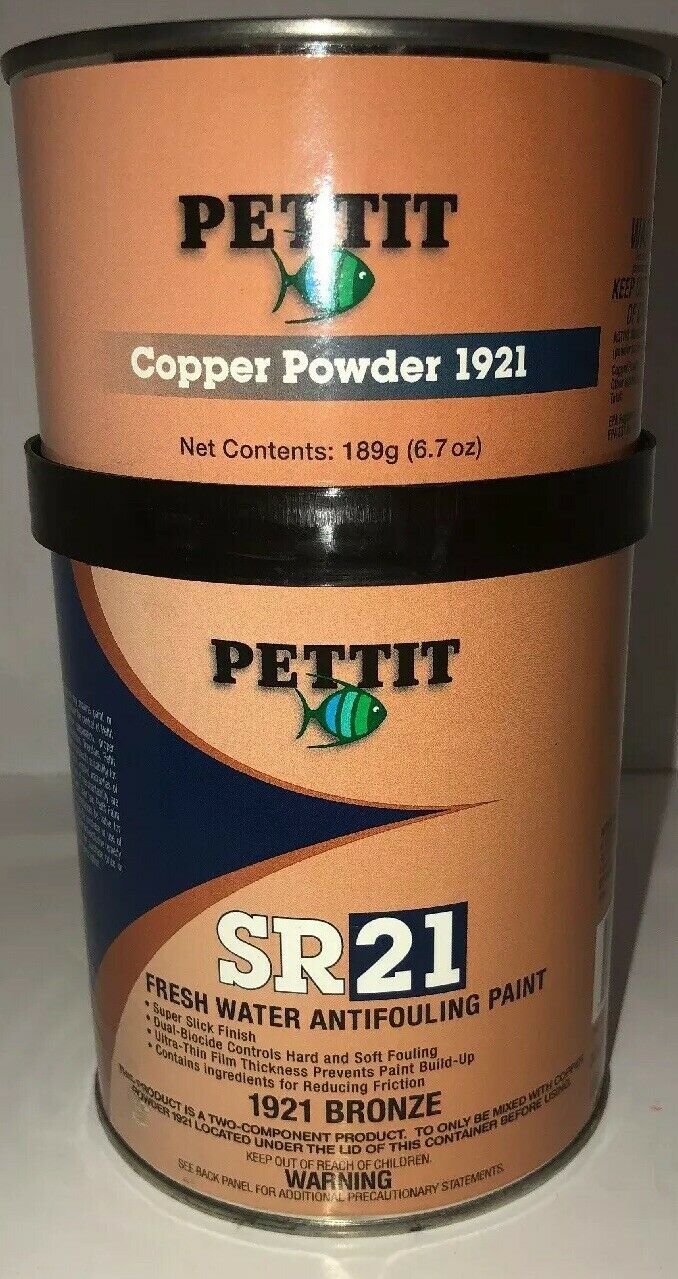 PETTIT
Copper Powder 1921
Net Contents: 189g (6.7 oz)
KEEP
PETTIT
SR21
FRESH WATER ANTIFOULING PAINT
• Super Slick Finish
• Dual-Biocide Controls Hard and Soft Fouling
• Ultra-Thin Film Thickness Prevents Paint Build-Up
• Contains ingredients for Reducing Friction
1921 BRONZE
THIS PRODUCT IS A TWO-COMPONENT PRODUCT. TO ONLY BE MIXED WITH COPPER
POWDER 1921 LOCATED UNDER THE LID OF THIS CONTAINER BEFORE USING.
KEEP OUT OF REACH OF CHILDREN.
WARNING
SEE BACK PANEL FOR ADDITIONAL PRECAUTIONARY STATEMENTS.